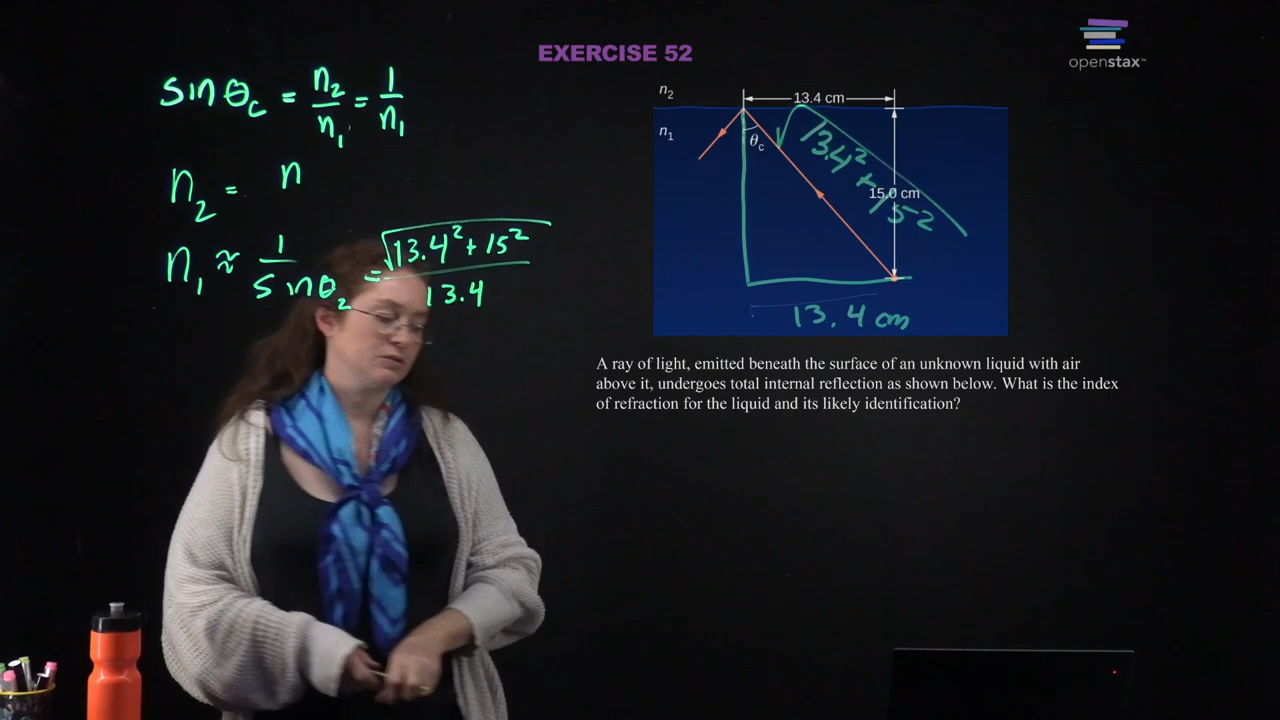 EXERCISE 52
openstax™
sin θc = n2/n1 = 1/n1
n2 = n
n1 ≈ 1/sinθ2 = √(13.4² + 15²)/13.4
n2
13.4 cm
n1
θc
13.4² + 15²
15.0 cm
13.4 cm
A ray of light, emitted beneath the surface of an unknown liquid with air
above it, undergoes total internal reflection as shown below. What is the index
of refraction for the liquid and its likely identification?